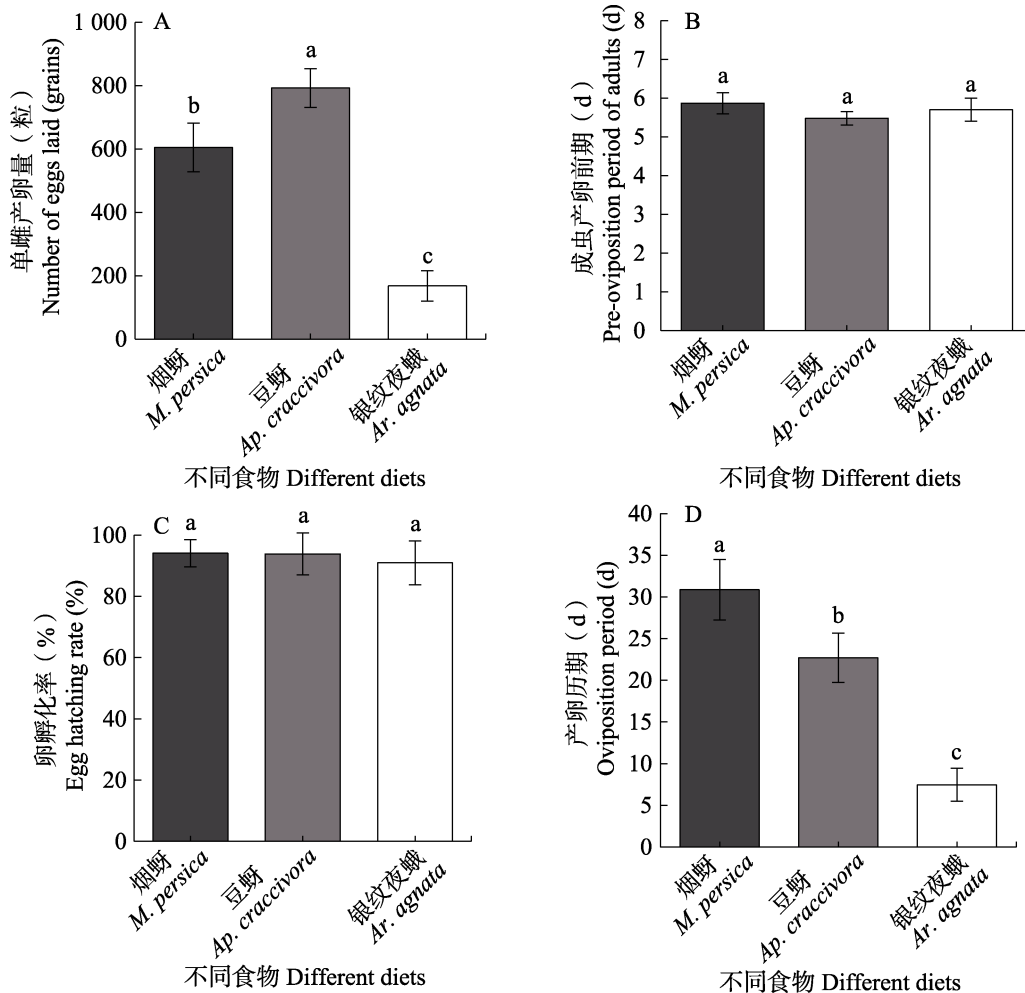 A
单雌产卵量（粒）
Number of eggs laid (grains)
1 000
800
600
400
200
0
b
a
c
烟蚜
M. persica
豆蚜
Ap. craccivora
银纹夜蛾
Ar. agnata
不同食物 Different diets
B
成虫产卵前期（d）
Pre-oviposition period of adults (d)
8
7
6
5
4
3
2
1
0
a
a
a
烟蚜
M. persica
豆蚜
Ap. craccivora
银纹夜蛾
Ar. agnata
不同食物 Different diets
C
卵孵化率（%）
Egg hatching rate (%)
100
80
60
40
20
0
a
a
a
烟蚜
M. persica
豆蚜
Ap. craccivora
银纹夜蛾
Ar. agnata
不同食物 Different diets
D
产卵历期（d）
Oviposition period (d)
40
35
30
25
20
15
10
5
0
a
b
c
烟蚜
M. persica
豆蚜
Ap. craccivora
银纹夜蛾
Ar. agnata
不同食物 Different diets